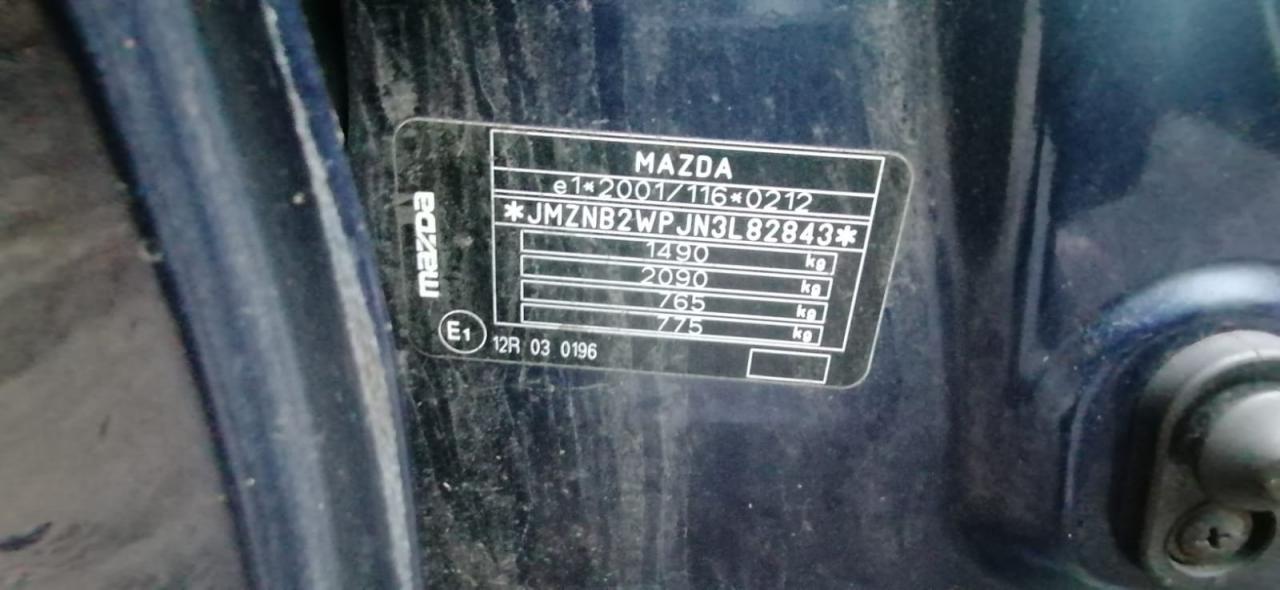 MAZDA
e1*2001/116*0212
*JMZNB2WPJN3L82843*
1490 kg
2090 kg
765 kg
775 kg
mazda
E1 12R 03 0196